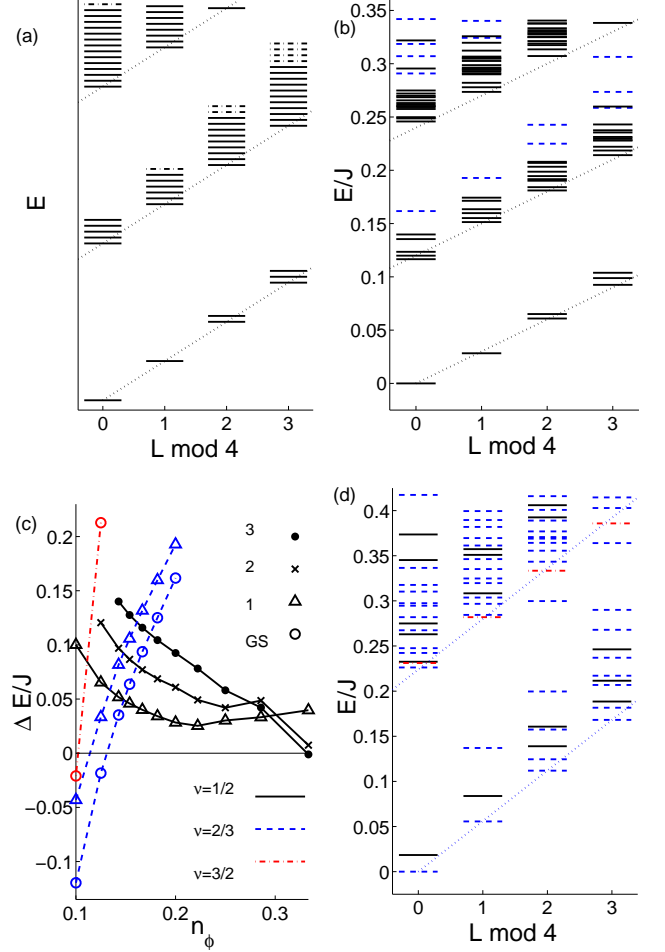 (a)
E
0 1 2 3
L mod 4
(b)
0.35
0.3
0.25
0.2
0.15
0.1
0.05
0
E/J
0 1 2 3
L mod 4
(c)
0.2
0.15
0.1
0.05
0
−0.05
−0.1
Δ E/J
3
2
1
GS
ν=1/2
ν=2/3
ν=3/2
0.1 0.2 0.3
n_ϕ
(d)
0.4
0.35
0.3
0.25
0.2
0.15
0.1
0.05
0
E/J
0 1 2 3
L mod 4